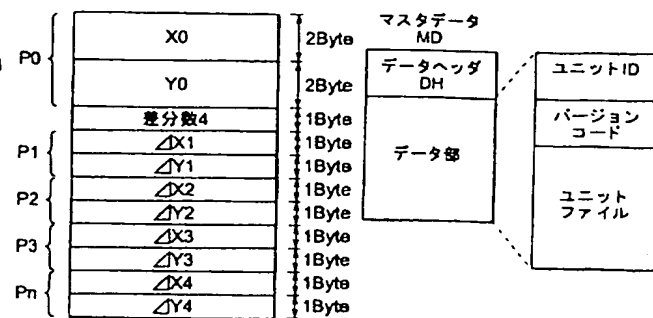 P0
X0
2Byte
Y0
2Byte
差分数4
1Byte
P1
⊿X1
1Byte
⊿Y1
1Byte
P2
⊿X2
1Byte
⊿Y2
1Byte
P3
⊿X3
1Byte
⊿Y3
1Byte
Pn
⊿X4
1Byte
⊿Y4
1Byte
マスタデータ
MD
データヘッダ
DH
データ部
ユニットID
バージョン
コード
ユニット
ファイル